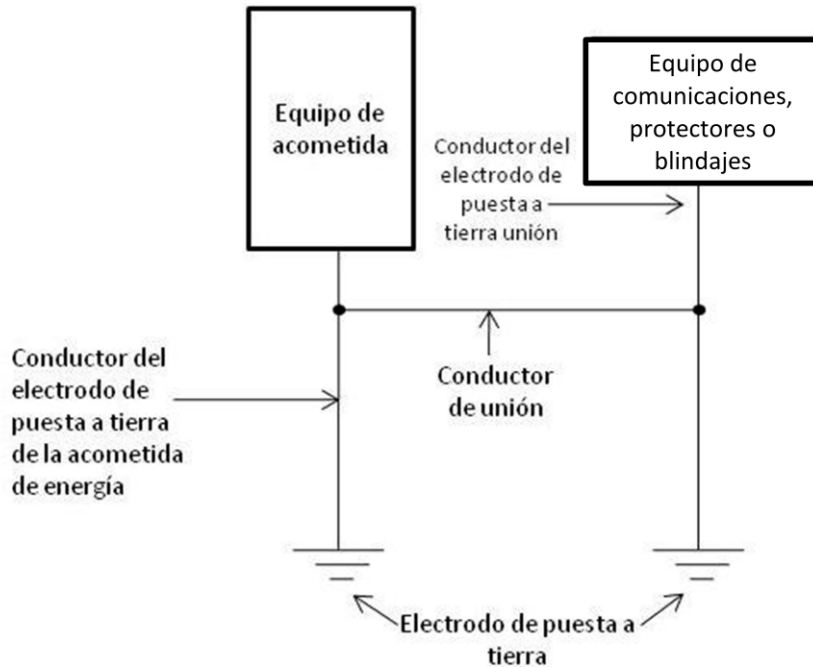 Equipo de
acometida
Equipo de
comunicaciones,
protectores o
blindajes
Conductor del
electrodo de
puesta a
tierra unión
Conductor del
electrodo de
puesta a tierra
de la acometida
de energía
Conductor
de unión
Electrodo de puesta a
tierra